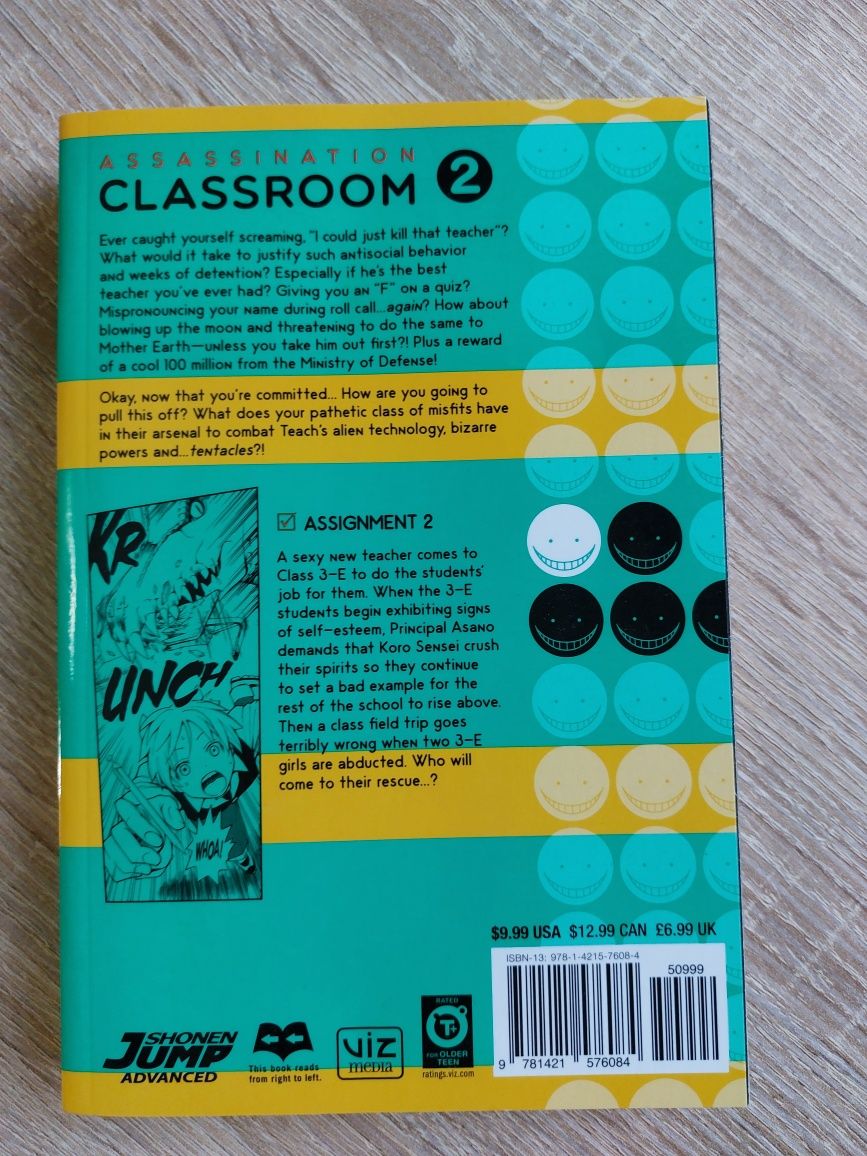 ASSASSINATION
CLASSROOM 2
Ever caught yourself screaming, "I could just kill that teacher"?
What would it take to justify such antisocial behavior
and weeks of detention? Especially if he's the best
teacher you've ever had? Giving you an "F" on a quiz?
Mispronouncing your name during roll call...again? How about
blowing up the moon and threatening to do the same to
Mother Earth—unless you take him out first?! Plus a reward
of a cool 100 million from the Ministry of Defense!
Okay, now that you're committed... How are you going to
pull this off? What does your pathetic class of misfits have
in their arsenal to combat Teach's alien technology, bizarre
powers and...tentacles?!
KR
UNCH
WHOA!
ASSIGNMENT 2
A sexy new teacher comes to
Class 3-E to do the students'
job for them. When the 3-E
students begin exhibiting signs
of self-esteem, Principal Asano
demands that Koro Sensei crush
their spirits so they continue
to set a bad example for the
rest of the school to rise above.
Then a class field trip goes
terribly wrong when two 3-E
girls are abducted. Who will
come to their rescue...?
$9.99 USA $12.99 CAN £6.99 UK
ISBN-13: 978-1-4215-7608-4
50999
9 781421 576084
SHONEN
JUMP
ADVANCED
This book reads
from right to left.
VIZ
media
RATED
T+
FOR OLDER
TEEN
ratings.viz.com